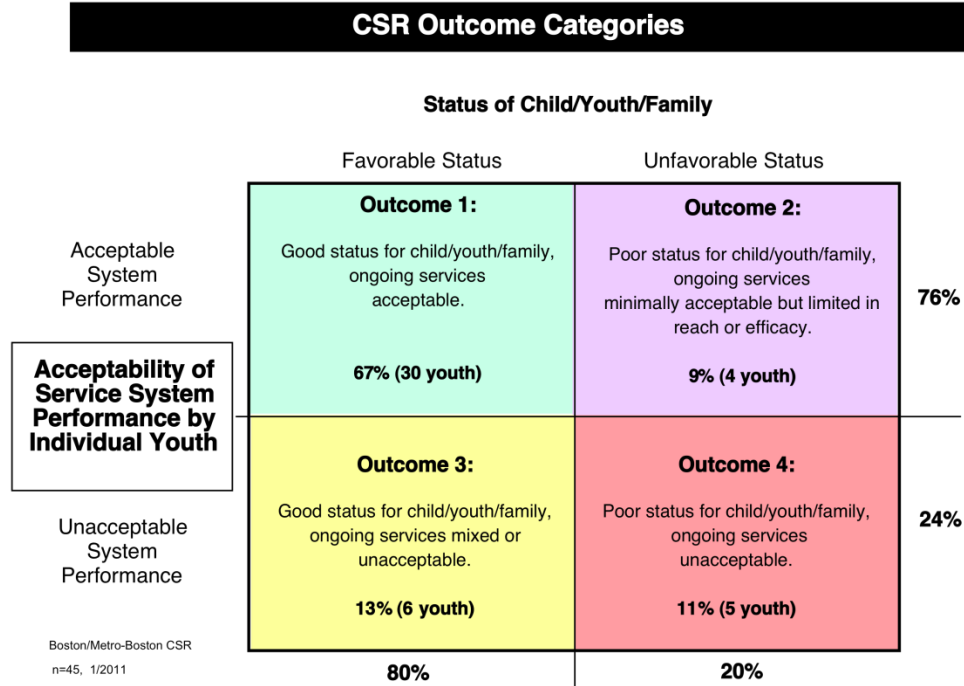 CSR Outcome Categories
Status of Child/Youth/Family
Favorable Status
Unfavorable Status
Acceptable
System
Performance
Outcome 1:
Good status for child/youth/family,
ongoing services
acceptable.
67% (30 youth)
Outcome 2:
Poor status for child/youth/family,
ongoing services
minimally acceptable but limited in
reach or efficacy.
9% (4 youth)
76%
Acceptability of
Service System
Performance by
Individual Youth
Unacceptable
System
Performance
Outcome 3:
Good status for child/youth/family,
ongoing services mixed or
unacceptable.
13% (6 youth)
Outcome 4:
Poor status for child/youth/family,
ongoing services
unacceptable.
11% (5 youth)
24%
Boston/Metro-Boston CSR
n=45, 1/2011
80%
20%